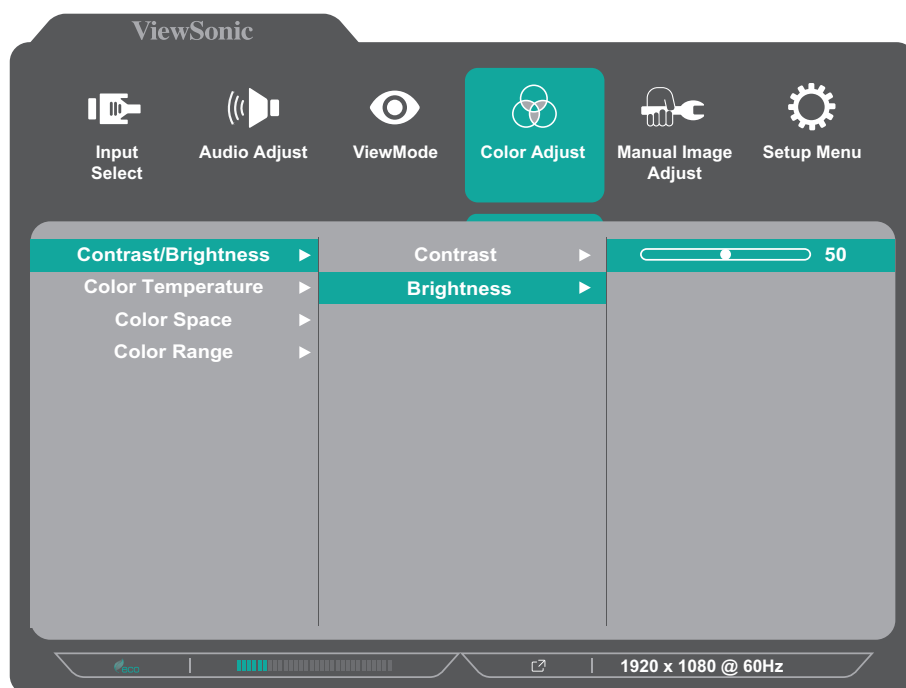 ViewSonic
Input
Select
Audio Adjust
ViewMode
Color Adjust
Manual Image
Adjust
Setup Menu
Contrast/Brightness
Contrast
50
Color Temperature
Brightness
Color Space
Color Range
1920 x 1080 @ 60Hz